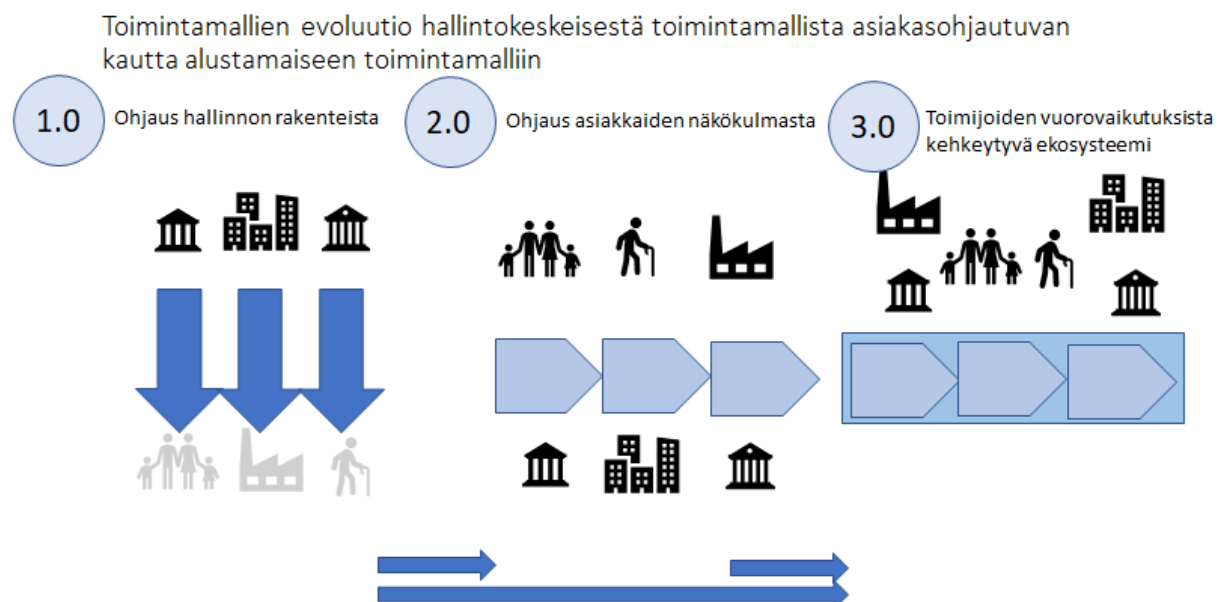 Toimintamallien evoluutio hallintokeskeisestä toimintamallista asiakasohjautuvan
kautta alustamaiseen toimintamalliin
1.0
Ohjaus hallinnon rakenteista
2.0
Ohjaus asiakkaiden näkökulmasta
3.0
Toimijoiden vuorovaikutuksista
kehkeytyvä ekosysteemi